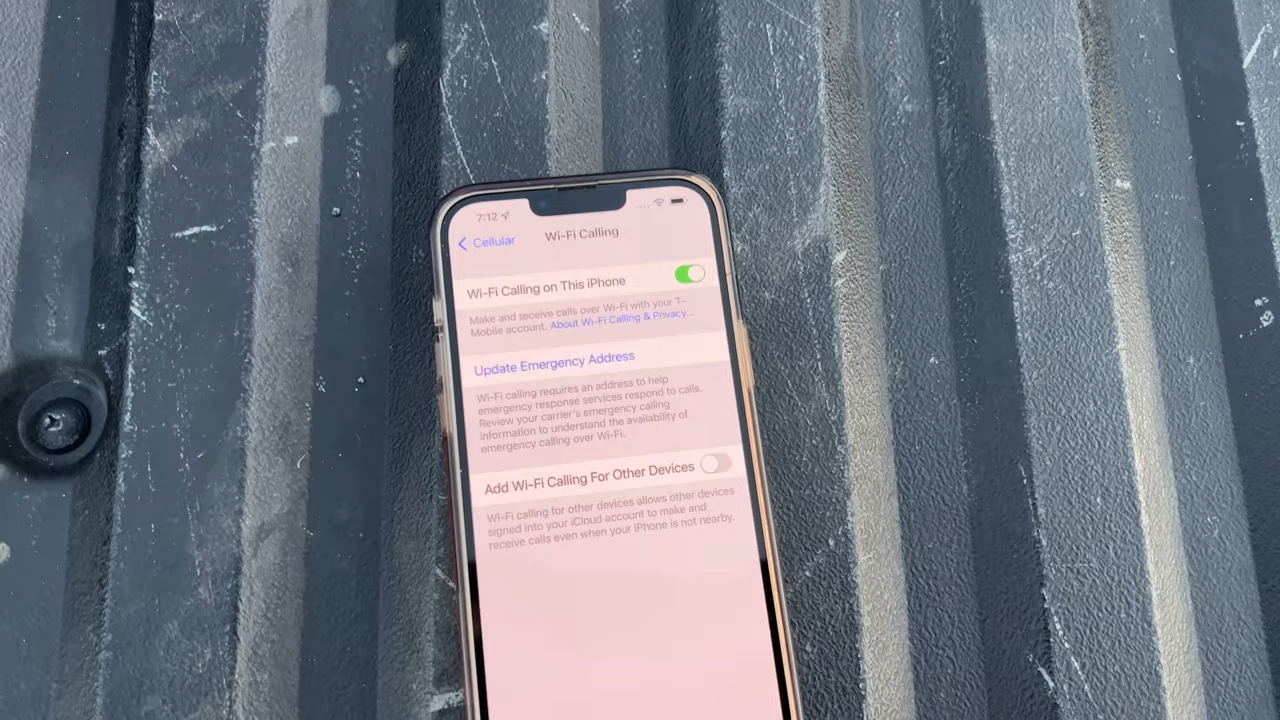 7:12
Cellular
Wi-Fi Calling
Wi-Fi Calling on This iPhone
Make and receive calls over Wi-Fi with your T-
Mobile account. About Wi-Fi Calling & Privacy...
Update Emergency Address
Wi-Fi calling requires an address to help
emergency response services respond to calls.
Review your carrier's emergency calling
information to understand the availability of
emergency calling over Wi-Fi.
Add Wi-Fi Calling For Other Devices
Wi-Fi calling for other devices allows other devices
signed into your iCloud account to make and
receive calls even when your iPhone is not nearby.